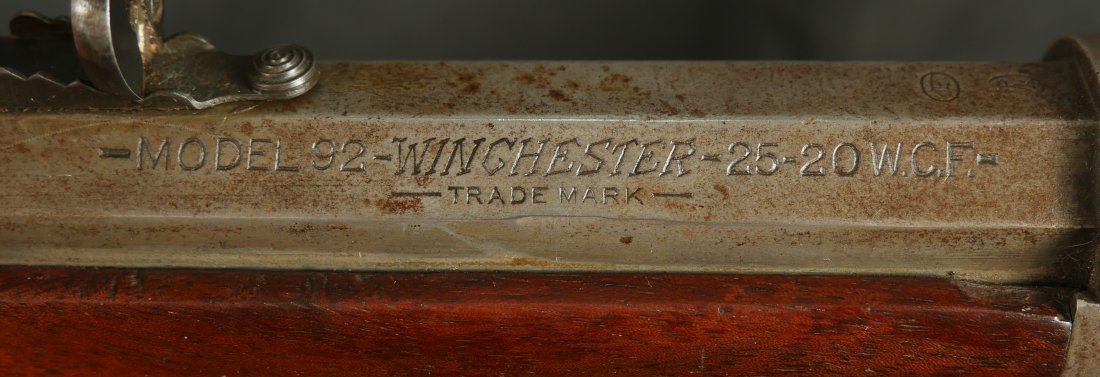 -MODEL 92-WINCHESTER-25-20 W.C.F.-
-TRADE MARK-